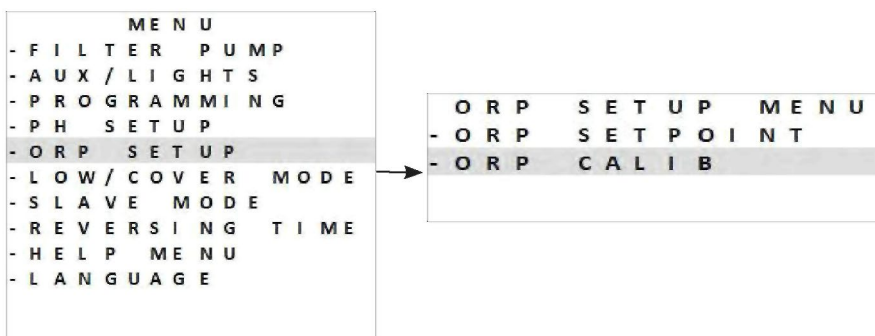 MENU
- FILTER PUMP
- AUX/LIGHTS
- PROGRAMMING
- PH SETUP
- ORP SETUP
- LOW/COVER MODE
- SLAVE MODE
- REVERSING TIME
- HELP MENU
- LANGUAGE
ORP SETUP MENU
- ORP SETPOINT
- ORP CALIB